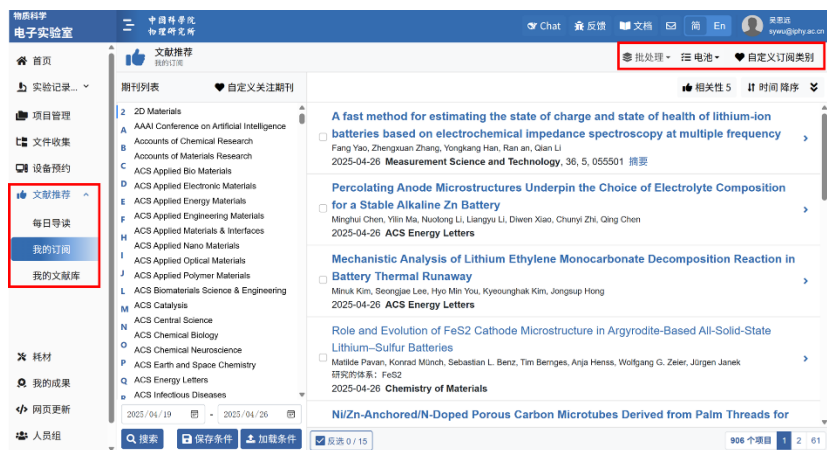 物质科学
电子实验室
中国科学院
物理研究所
Chat 反馈 文档 简 En 吴思远
sywu@iphy.ac.cn
首页
实验记录...
项目管理
文件收集
设备预约
文献推荐
每日导读
我的订阅
我的文献库
耗材
我的成果
网页更新
人员组
文献推荐
我的订阅
批处理 电池 自定义订阅类别
期刊列表 自定义关注期刊
相关性 5 时间 降序
2
A
B
C
D
E
F
H
I
J
L
M
N
O
P
Q
R
2D Materials
AAAI Conference on Artificial Intelligence
Accounts of Chemical Research
Accounts of Materials Research
ACS Applied Bio Materials
ACS Applied Electronic Materials
ACS Applied Energy Materials
ACS Applied Engineering Materials
ACS Applied Materials & Interfaces
ACS Applied Nano Materials
ACS Applied Optical Materials
ACS Applied Polymer Materials
ACS Biomaterials Science & Engineering
ACS Catalysis
ACS Central Science
ACS Chemical Biology
ACS Chemical Neuroscience
ACS Earth and Space Chemistry
ACS Energy Letters
ACS Infectious Diseases
2025/04/19 - 2025/04/26
搜索 保存条件 加载条件
A fast method for estimating the state of charge and state of health of lithium-ion
batteries based on electrochemical impedance spectroscopy at multiple frequency
Fang Yao, Zhengxuan Zhang, Yongkang Han, Ran an, Qian Li
2025-04-26 Measurement Science and Technology, 36, 5, 055501 摘要
Percolating Anode Microstructures Underpin the Choice of Electrolyte Composition
for a Stable Alkaline Zn Battery
Minghui Chen, Yilin Ma, Nuotong Li, Liangyu Li, Diwen Xiao, Chunyi Zhi, Qing
Chen
2025-04-26 ACS Energy Letters
Mechanistic Analysis of Lithium Ethylene Monocarbonate Decomposition Reaction in
Battery Thermal Runaway
Minuk Kim, Seongjae Lee, Hyo Min You, Kyeounghak Kim, Jongsup Hong
2025-04-26 ACS Energy Letters
Role and Evolution of FeS2 Cathode Microstructure in Argyrodite-Based All-Solid-State
Lithium–Sulfur Batteries
Matilde Pavan, Konrad Münch, Sebastian L. Benz, Tim Bernges, Anja Henss, Wolfgang G. Zeier, Jürgen Janek
研究的体系：FeS2
2025-04-26 Chemistry of Materials
Ni/Zn-Anchored/N-Doped Porous Carbon Microtubes Derived from Palm Threads for
反选 0 / 15
906 个项目 1 2 61